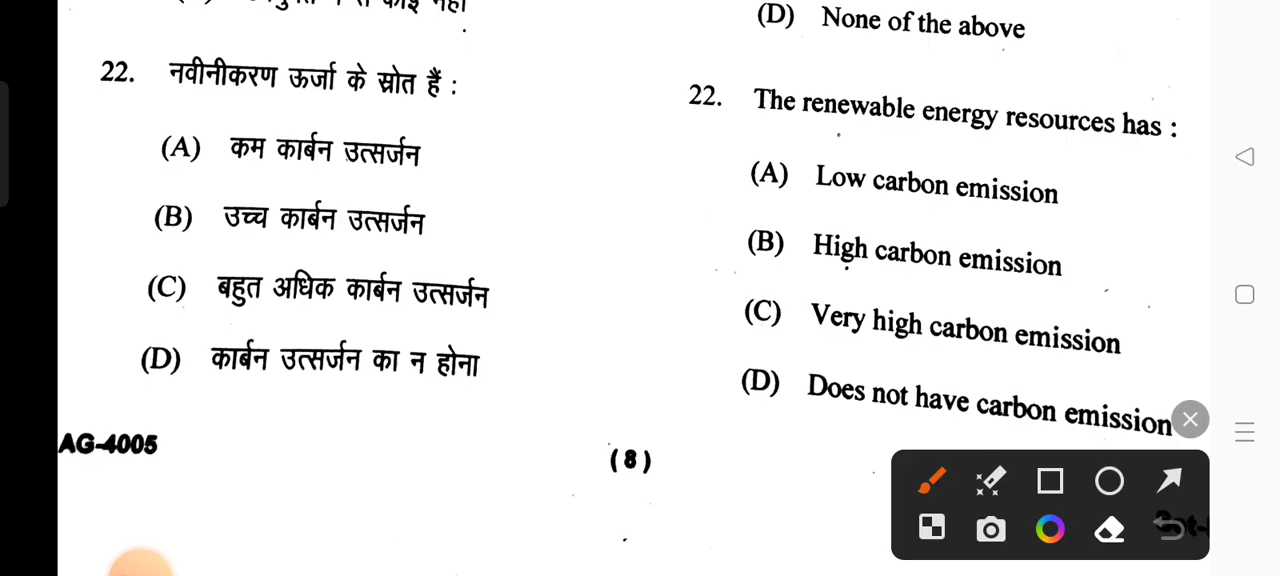 22. नवीनीकरण ऊर्जा के स्रोत हैं :
(A) कम कार्बन उत्सर्जन
(B) उच्च कार्बन उत्सर्जन
(C) बहुत अधिक कार्बन उत्सर्जन
(D) कार्बन उत्सर्जन का न होना
AG-4005
(8)
(D) None of the above
22. The renewable energy resources has :
(A) Low carbon emission
(B) High carbon emission
(C) Very high carbon emission
(D) Does not have carbon emission